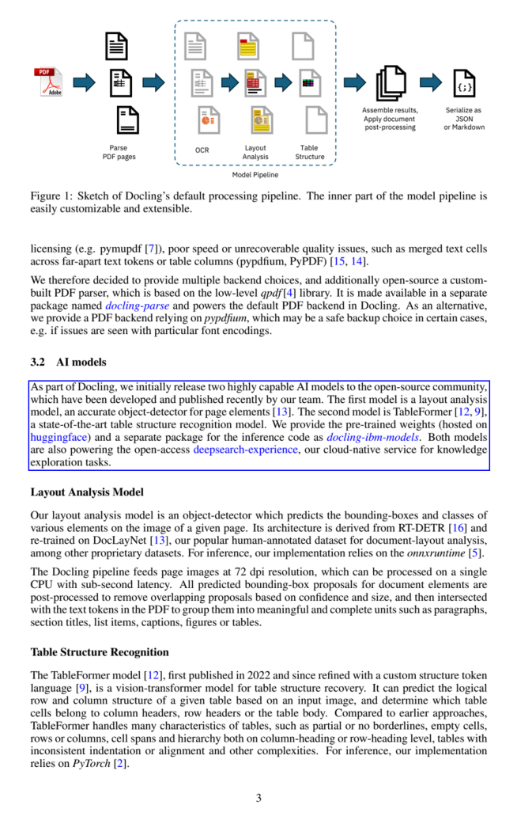 PDF
Adobe
{;}
Parse
PDF pages
OCR
Layout
Analysis
Table
Structure
Assemble results,
Apply document
post-processing
Serialize as
JSON
or Markdown
Model Pipeline
Figure 1: Sketch of Docling's default processing pipeline. The inner part of the model pipeline is
easily customizable and extensible.
licensing (e.g. pymupdf [7]), poor speed or unrecoverable quality issues, such as merged text cells
across far-apart text tokens or table columns (pypdfium, PyPDF) [15, 14].
We therefore decided to provide multiple backend choices, and additionally open-source a custom-
built PDF parser, which is based on the low-level qpdf [4] library. It is made available in a separate
package named docling-parse and powers the default PDF backend in Docling. As an alternative,
we provide a PDF backend relying on pypdfium, which may be a safe backup choice in certain cases,
e.g. if issues are seen with particular font encodings.
3.2 AI models
As part of Docling, we initially release two highly capable AI models to the open-source community,
which have been developed and published recently by our team. The first model is a layout analysis
model, an accurate object-detector for page elements [13]. The second model is TableFormer [12, 9],
a state-of-the-art table structure recognition model. We provide the pre-trained weights (hosted on
huggingface) and a separate package for the inference code as docling-ibm-models. Both models
are also powering the open-access deepsearch-experience, our cloud-native service for knowledge
exploration tasks.
Layout Analysis Model
Our layout analysis model is an object-detector which predicts the bounding-boxes and classes of
various elements on the image of a given page. Its architecture is derived from RT-DETR [16] and
re-trained on DocLayNet [13], our popular human-annotated dataset for document-layout analysis,
among other proprietary datasets. For inference, our implementation relies on the onnxruntime [5].
The Docling pipeline feeds page images at 72 dpi resolution, which can be processed on a single
CPU with sub-second latency. All predicted bounding-box proposals for document elements are
post-processed to remove overlapping proposals based on confidence and size, and then intersected
with the text tokens in the PDF to group them into meaningful and complete units such as paragraphs,
section titles, list items, captions, figures or tables.
Table Structure Recognition
The TableFormer model [12], first published in 2022 and since refined with a custom structure token
language [9], is a vision-transformer model for table structure recovery. It can predict the logical
row and column structure of a given table based on an input image, and determine which table
cells belong to column headers, row headers or the table body. Compared to earlier approaches,
TableFormer handles many characteristics of tables, such as partial or no borderlines, empty cells,
rows or columns, cell spans and hierarchy both on column-heading or row-heading level, tables with
inconsistent indentation or alignment and other complexities. For inference, our implementation
relies on PyTorch [2].
3